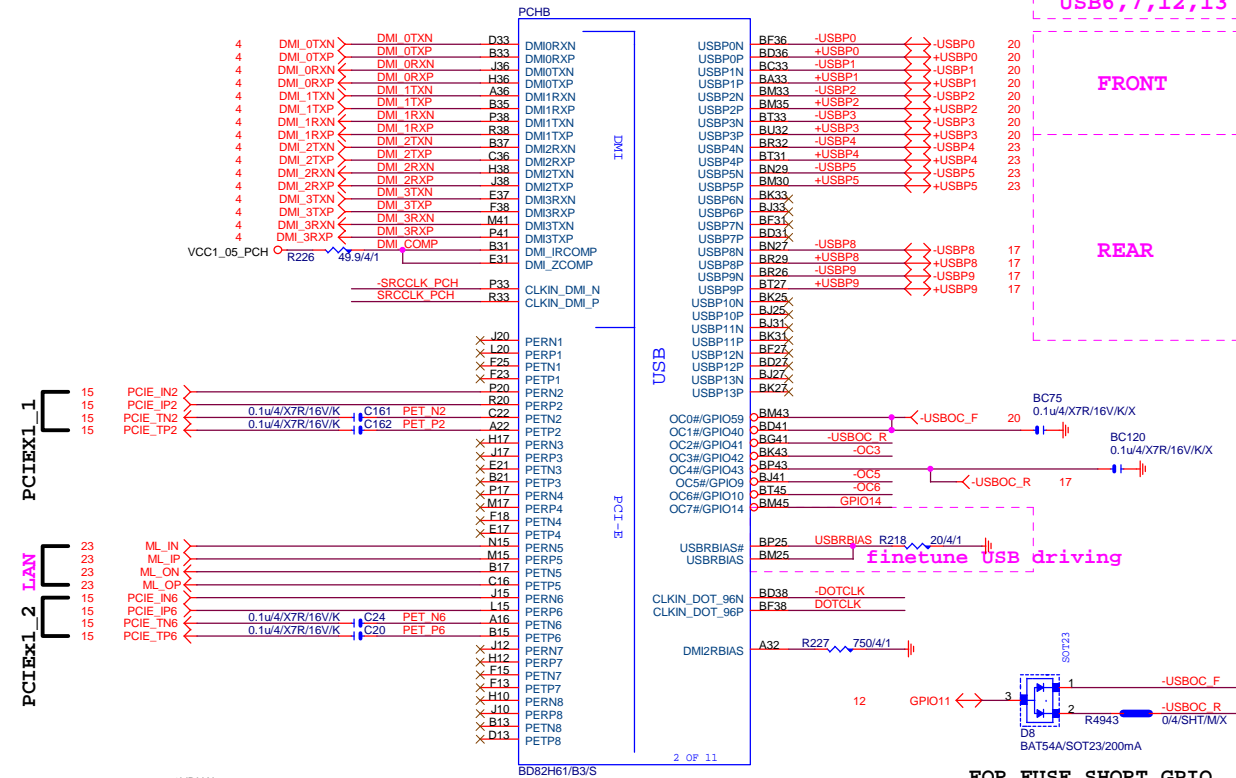 USB6,7,12,13
PCHB
4 DMI_0TXN DMI_0TXN D33 DMI0RXN
4 DMI_0TXP DMI_0TXP B33 DMI0RXP
4 DMI_0RXN DMI_0RXN J36 DMI0TXN
4 DMI_0RXP DMI_0RXP H36 DMI0TXP
4 DMI_1TXN DMI_1TXN A36 DMI1RXN
4 DMI_1TXP DMI_1TXP B35 DMI1RXP
4 DMI_1RXN DMI_1RXN P38 DMI1TXN
4 DMI_1RXP DMI_1RXP R38 DMI1TXP
4 DMI_2TXN DMI_2TXN B37 DMI2RXN
4 DMI_2TXP DMI_2TXP C36 DMI2RXP
4 DMI_2RXN DMI_2RXN H38 DMI2TXN
4 DMI_2RXP DMI_2RXP J38 DMI2TXP
4 DMI_3TXN DMI_3TXN E37 DMI3RXN
4 DMI_3TXP DMI_3TXP F38 DMI3RXP
4 DMI_3RXN DMI_3RXN M41 DMI3TXN
4 DMI_3RXP DMI_3RXP P41 DMI3TXP
VCC1_05_PCH R226 49.9/4/1 DMI_COMP B31 DMI_IRCOMP
E31 DMI_ZCOMP
-SRCCLK_PCH P33 CLKIN_DMI_N
SRCCLK_PCH R33 CLKIN_DMI_P
J20 PERN1
L20 PERP1
F25 PETN1
F23 PETP1
PCIEX1_1
15 PCIE_IN2 P20 PERN2
15 PCIE_IP2 R20 PERP2
15 PCIE_TN2 0.1u/4/X7R/16V/K C161 PET_N2 C22 PETN2
15 PCIE_TP2 0.1u/4/X7R/16V/K C162 PET_P2 A22 PETP2
H17 PERN3
J17 PERP3
E21 PETN3
B21 PETP3
P17 PERN4
M17 PERP4
F18 PETN4
E17 PETP4
LAN
23 ML_IN N15 PERN5
23 ML_IP M15 PERP5
23 ML_ON B17 PETN5
23 ML_OP C16 PETP5
PCIEx1_2
15 PCIE_IN6 J15 PERN6
15 PCIE_IP6 L15 PERP6
15 PCIE_TN6 0.1u/4/X7R/16V/K C24 PET_N6 A16 PETN6
15 PCIE_TP6 0.1u/4/X7R/16V/K C20 PET_P6 B15 PETP6
J12 PERN7
H12 PERP7
F15 PETN7
F13 PETP7
H10 PERN8
J10 PERP8
B13 PETN8
D13 PETP8
DMI
USB
PCI-E
USBP0N BF36 -USBP0 -USBP0 20
USBP0P BD36 +USBP0 +USBP0 20
USBP1N BC33 -USBP1 -USBP1 20
USBP1P BA33 +USBP1 +USBP1 20
USBP2N BM33 -USBP2 -USBP2 20
USBP2P BM35 +USBP2 +USBP2 20
USBP3N BT33 -USBP3 -USBP3 20
USBP3P BU32 +USBP3 +USBP3 20
USBP4N BR32 -USBP4 -USBP4 23
USBP4P BT31 +USBP4 +USBP4 23
USBP5N BN29 -USBP5 -USBP5 23
USBP5P BM30 +USBP5 +USBP5 23
USBP6N BK33
USBP6P BJ33
USBP7N BF31
USBP7P BD31
USBP8N BN27 -USBP8 -USBP8 17
USBP8P BR29 +USBP8 +USBP8 17
USBP9N BR26 -USBP9 -USBP9 17
USBP9P BT27 +USBP9 +USBP9 17
USBP10N BK25
USBP10P BJ25
USBP11N BJ31
USBP11P BK31
USBP12N BF27
USBP12P BD27
USBP13N BJ27
USBP13P BK27
FRONT
REAR
OC0#/GPIO59 BM43 -USBOC_F 20
OC1#/GPIO40 BD41
OC2#/GPIO41 BG41 -USBOC_R
OC3#/GPIO42 BK43 -OC3
OC4#/GPIO43 BP43
OC5#/GPIO9 BJ41 -OC5
OC6#/GPIO10 BT45 -OC6
OC7#/GPIO14 BM45 GPIO14
BC75
0.1u/4/X7R/16V/K/X
BC120
0.1u/4/X7R/16V/K/X
-USBOC_R 17
USBRBIAS# BP25 USBRBIAS R218 20/4/1
USBRBIAS BM25
finetune USB driving
CLKIN_DOT_96N BD38 -DOTCLK
CLKIN_DOT_96P BF38 DOTCLK
DMI2RBIAS A32 R227 750/4/1
SOT23
12 GPIO11 3
1 -USBOC_F
2 R4943 -USBOC_R
0/4/SHT/M/X
D8
BAT54A/SOT23/200mA
2 OF 11
BD82H61/B3/S
FOR FUSE SHORT GPIO